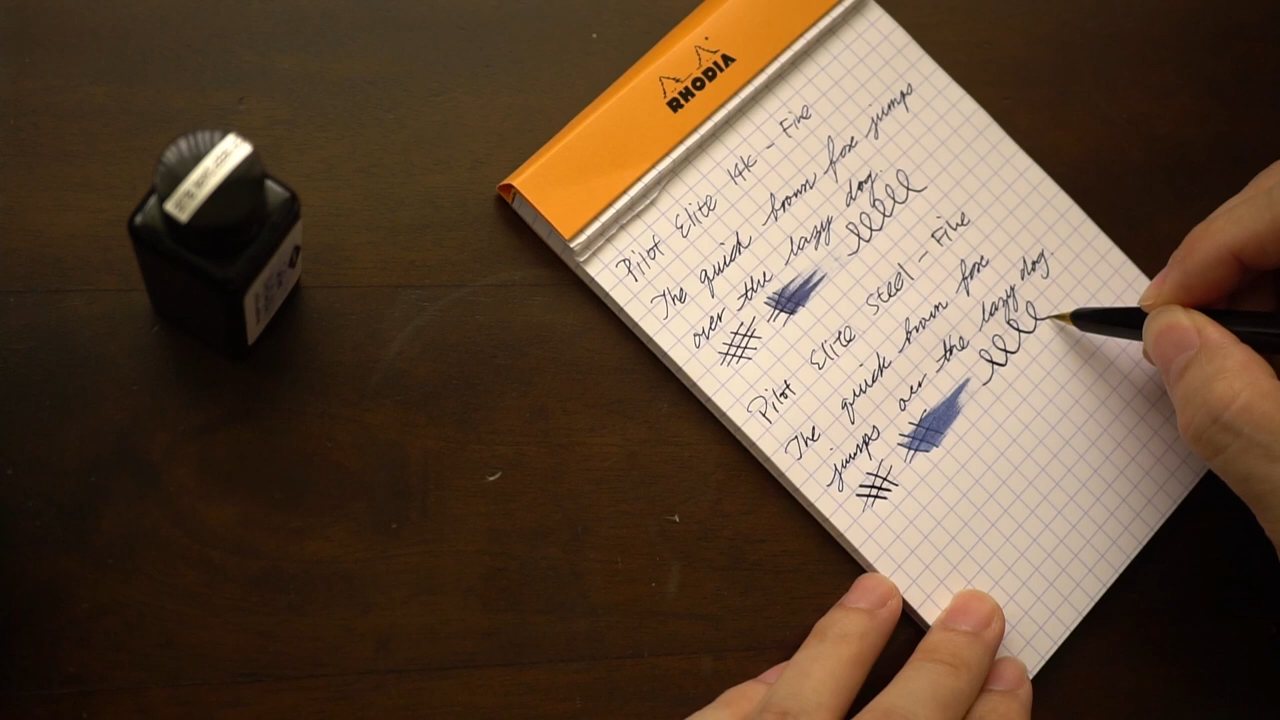 RHODIA
Pilot Elite 14k - Fine
The quick brown fox jumps
over the lazy dog.
Pilot Elite Steel - Fine
The quick brown fox
jumps over the lazy dog.